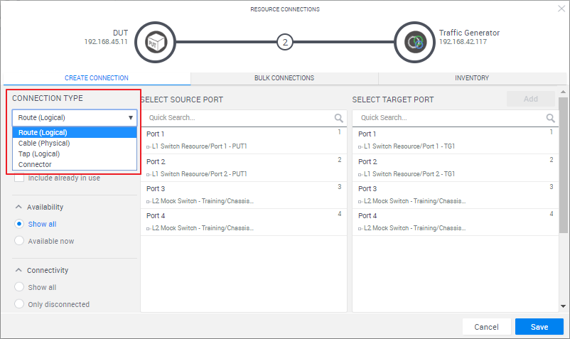 RESOURCE CONNECTIONS
DUT
192.168.45.11
2
Traffic Generator
192.168.42.117
CREATE CONNECTION
BULK CONNECTIONS
INVENTORY
CONNECTION TYPE
Route (Logical)
Route (Logical)
Cable (Physical)
Tap (Logical)
Connector
Include already in use
Availability
Show all
Available now
Connectivity
Show all
Only disconnected
SELECT SOURCE PORT
Quick Search...
Port 1 1
L1 Switch Resource/Port 1 - PUT1
Port 2 2
L1 Switch Resource/Port 2 - PUT1
Port 3 3
L2 Mock Switch - Training/Chassis...
Port 4 4
L2 Mock Switch - Training/Chassis...
SELECT TARGET PORT
Add
Quick Search...
Port 1 1
L1 Switch Resource/Port 1 - TG1
Port 2 2
L1 Switch Resource/Port 2 - TG1
Port 3 3
L2 Mock Switch - Training/Chassis...
Port 4 4
L2 Mock Switch - Training/Chassis...
Cancel
Save